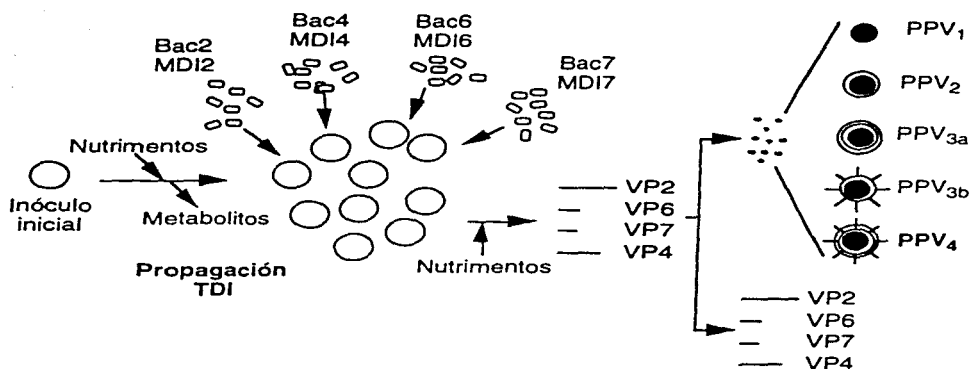 Bac2
MDI2
Bac4
MDI4
Bac6
MDI6
Bac7
MDI7
Nutrimentos
Inóculo
inicial
Metabolitos
Propagación
TDI
Nutrimentos
VP2
VP6
VP7
VP4
PPV1
PPV2
PPV3a
PPV3b
PPV4
VP2
VP6
VP7
VP4